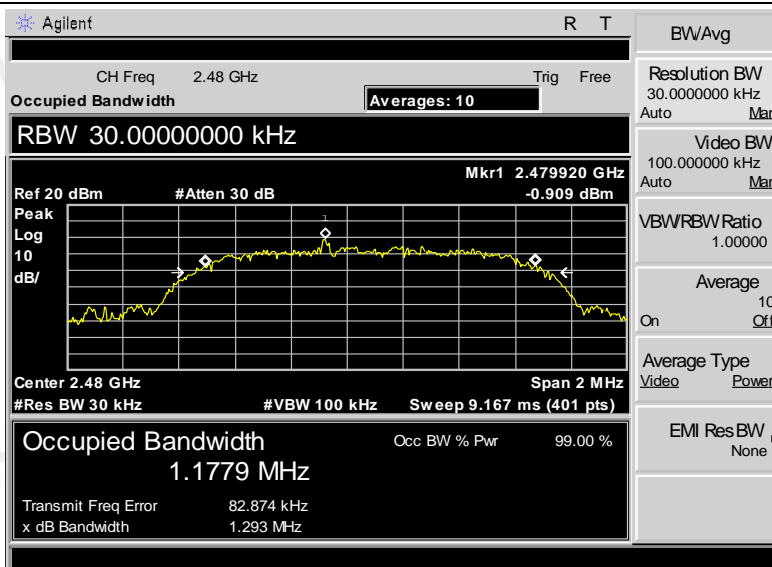 Agilent R T
CH Freq 2.48 GHz Trig Free
Occupied Bandwidth Averages: 10
RBW 30.00000000 kHz
Mkr1 2.479920 GHz
Ref 20 dBm #Atten 30 dB -0.909 dBm
Peak
Log
10
dB/
1
Center 2.48 GHz Span 2 MHz
#Res BW 30 kHz #VBW 100 kHz Sweep 9.167 ms (401 pts)
Occupied Bandwidth Occ BW % Pwr 99.00 %
1.1779 MHz
Transmit Freq Error 82.874 kHz
x dB Bandwidth 1.293 MHz
BW/Avg
Resolution BW
30.0000000 kHz
Auto Man
Video BW
100.000000 kHz
Auto Man
VBW/RBW Ratio
1.00000
Average
10
On Off
Average Type
Video Power
EMI Res BW
None